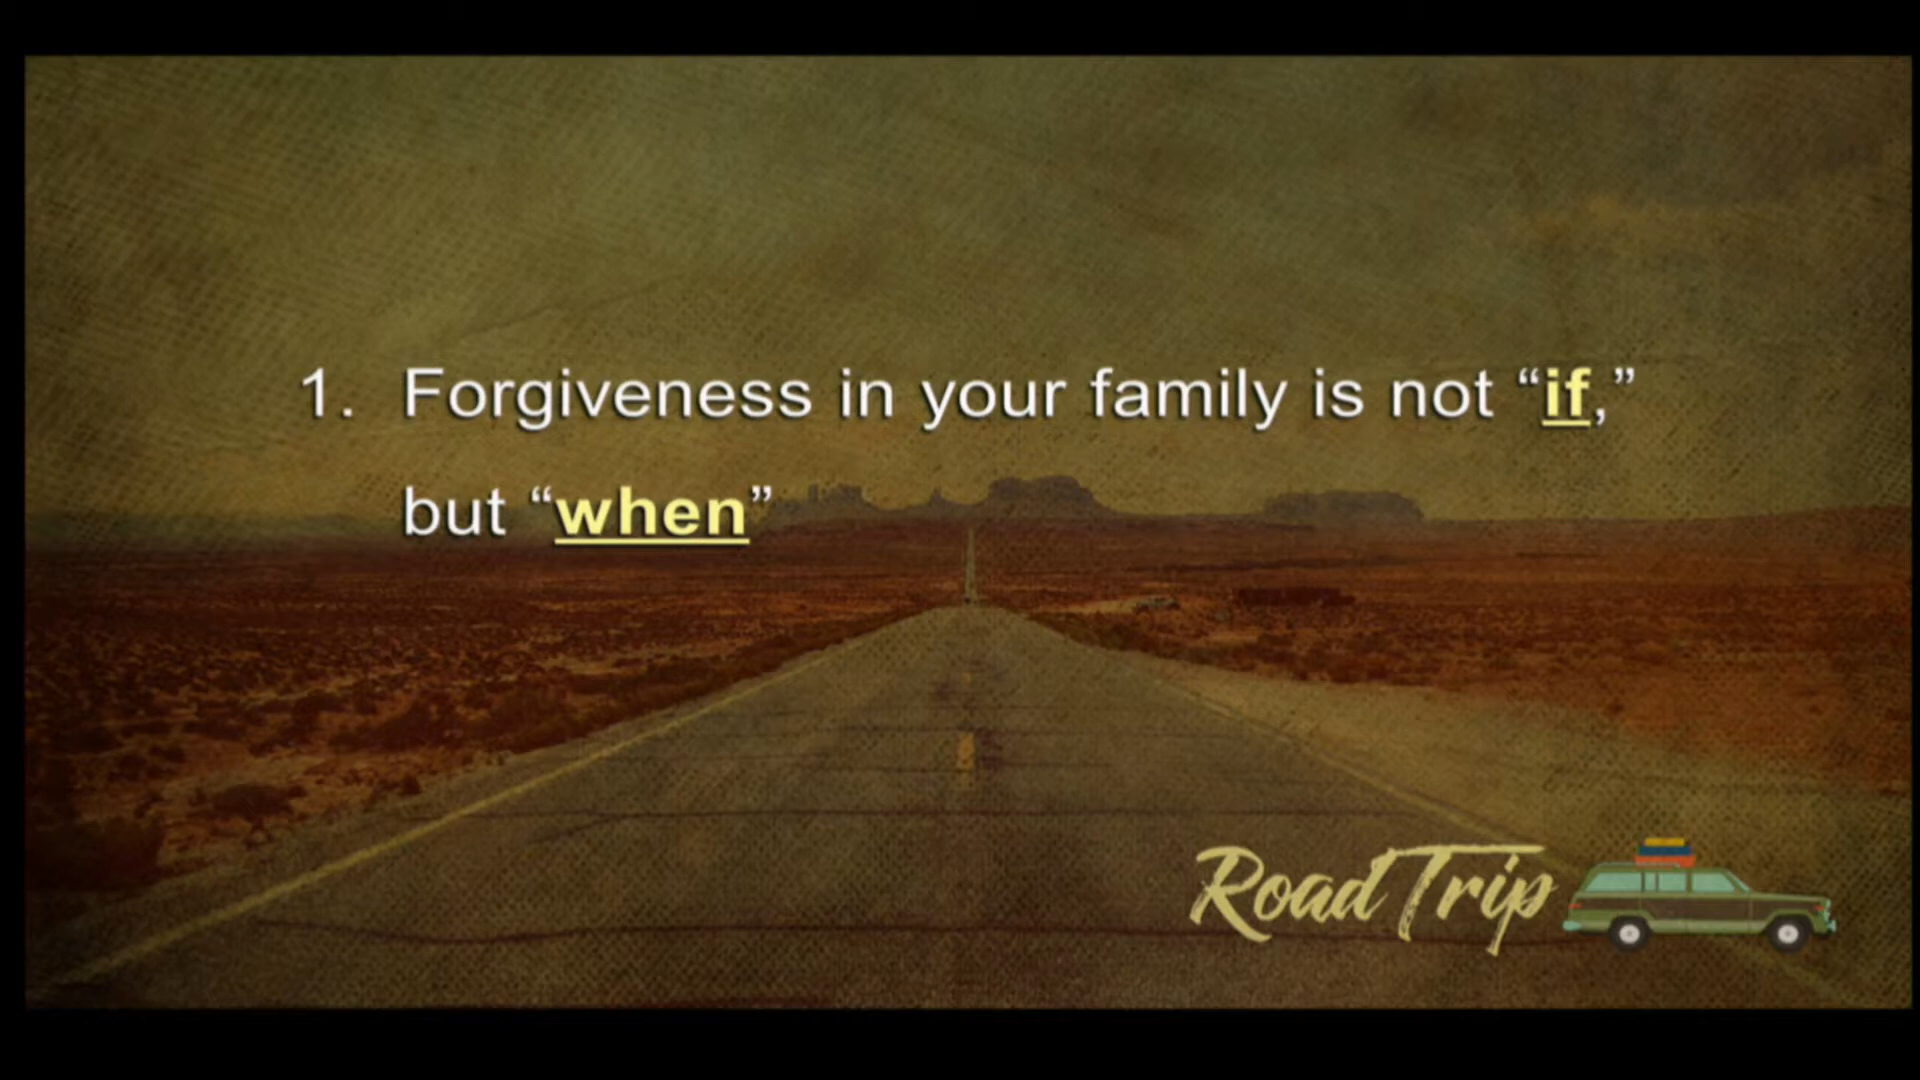 1. Forgiveness in your family is not “if,”
but “when”
Road Trip